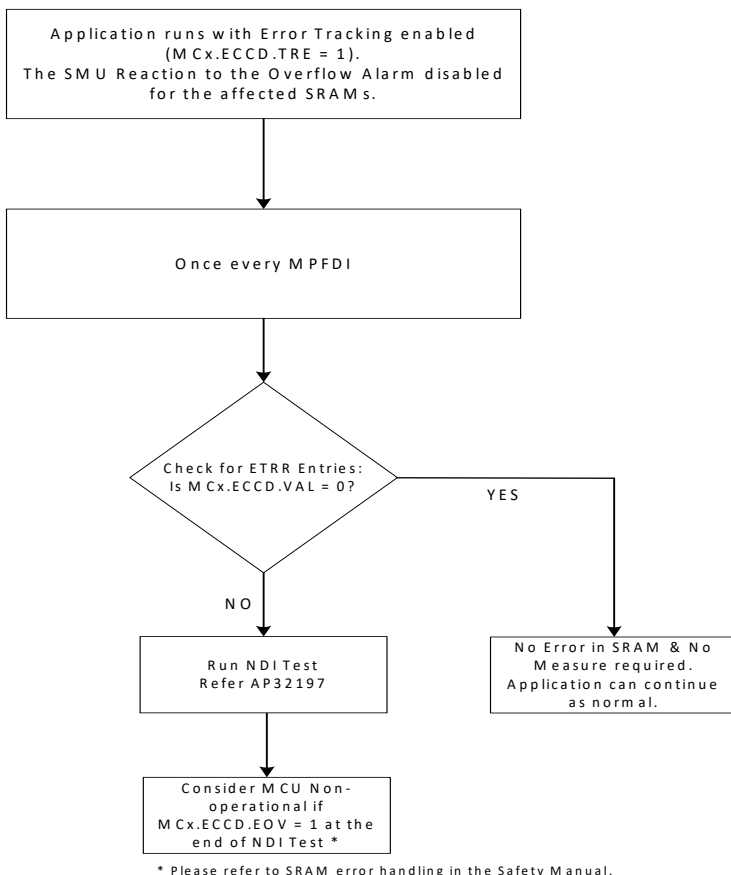 Application runs with Error Tracking enabled
(MCx.ECCD.TRE = 1).
The SMU Reaction to the Overflow Alarm disabled
for the affected SRAMs.
Once every MPFDI
Check for ETRR Entries:
Is MCx.ECCD.VAL = 0?
YES
NO
Run NDI Test
Refer AP32197
No Error in SRAM & No
Measure required.
Application can continue
as normal.
Consider MCU Non-
operational if
MCx.ECCD.EOV = 1 at the
end of NDI Test *
* Please refer to SRAM error handling in the Safety Manual.